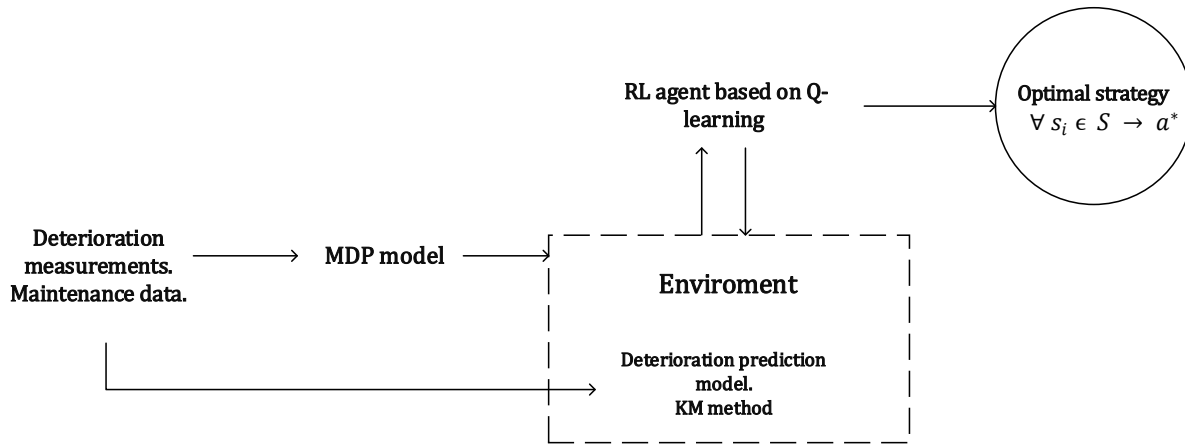 RL agent based on Q-
learning
Optimal strategy
∀ s_i ϵ S → a*
Deterioration
measurements.
Maintenance data.
MDP model
Enviroment
Deterioration prediction
model.
KM method